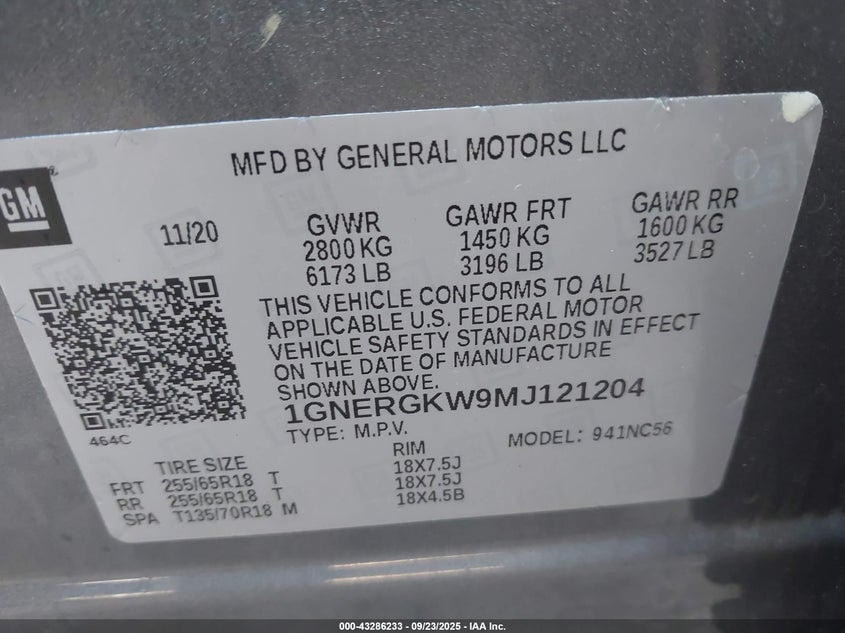 MFD BY GENERAL MOTORS LLC
GM
11/20
GVWR GAWR FRT GAWR RR
2800 KG 1450 KG 1600 KG
6173 LB 3196 LB 3527 LB
THIS VEHICLE CONFORMS TO ALL
APPLICABLE U.S. FEDERAL MOTOR
VEHICLE SAFETY STANDARDS IN EFFECT
ON THE DATE OF MANUFACTURE
SHOWN ABOVE.
1GNERGKW9MJ121204
464C
TYPE: M.P.V. MODEL: 941NC56
TIRE SIZE RIM
FRT 255/65R18 T 18X7.5J
RR 255/65R18 T 18X7.5J
SPA T135/70R18 M 18X4.5B
000-43286233 - 09/23/2025 - IAA Inc.